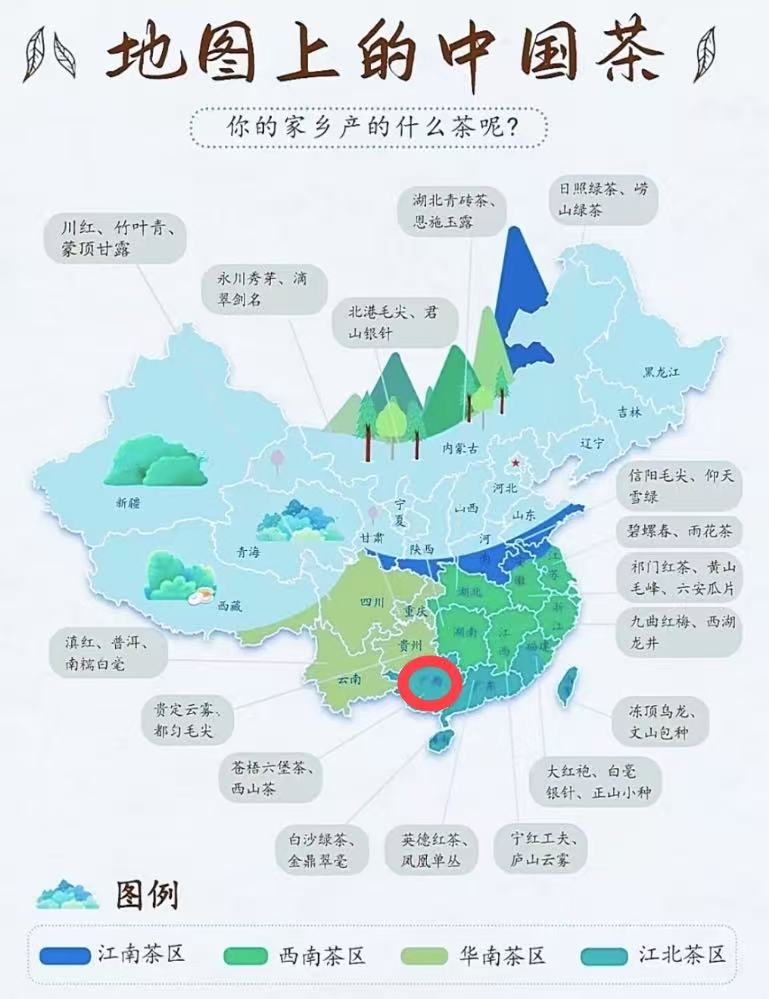 地图上的中国茶
你的家乡产的什么茶呢?
日照绿茶、崂
山绿茶
湖北青砖茶、
恩施玉露
川红、竹叶青、
蒙顶甘露
永川秀芽、滴
翠剑名
北港毛尖、君
山银针
黑龙江
吉林
辽宁
内蒙古
河北
山东
山西
宁夏
新疆
青海
甘肃
陕西
河南
西藏
四川
重庆
贵州
云南
湖北
湖南
江西
安徽
江苏
浙江
福建
广东
信阳毛尖、仰天
雪绿
碧螺春、雨花茶
祁门红茶、黄山
毛峰、六安瓜片
九曲红梅、西湖
龙井
滇红、普洱、
南糯白毫
贵定云雾、
都匀毛尖
苍梧六堡茶、
西山茶
冻顶乌龙、
文山包种
大红袍、白毫
银针、正山小种
白沙绿茶、
金鼎翠毫
英德红茶、
凤凰单丛
宁红工夫、
庐山云雾
图例
江南茶区
西南茶区
华南茶区
江北茶区